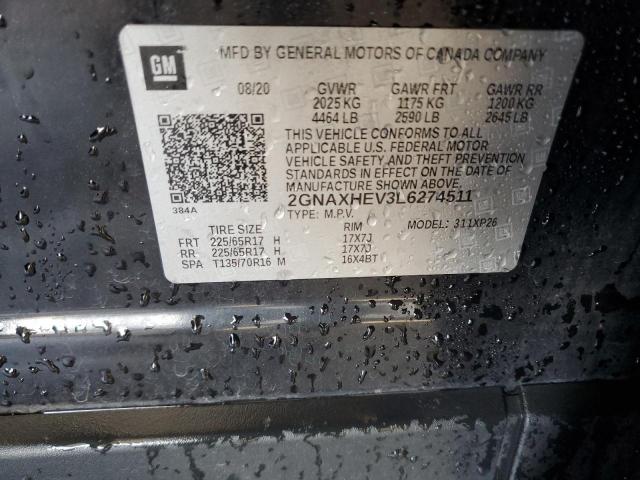 GM
MFD BY GENERAL MOTORS OF CANADA COMPANY
08/20 GVWR GAWR FRT GAWR RR
2025 KG 1175 KG 1200 KG
4464 LB 2590 LB 2645 LB
THIS VEHICLE CONFORMS TO ALL
APPLICABLE U.S. FEDERAL MOTOR
VEHICLE SAFETY AND THEFT PREVENTION
STANDARDS IN EFFECT ON THE DATE OF
MANUFACTURE SHOWN ABOVE.
384A 2GNAXHEV3L6274511
TYPE: M.P.V. MODEL: 311XP26
TIRE SIZE RIM
FRT 225/65R17 H 17X7J
RR 225/65R17 H 17X7J
SPA T135/70R16 M 16X4BT